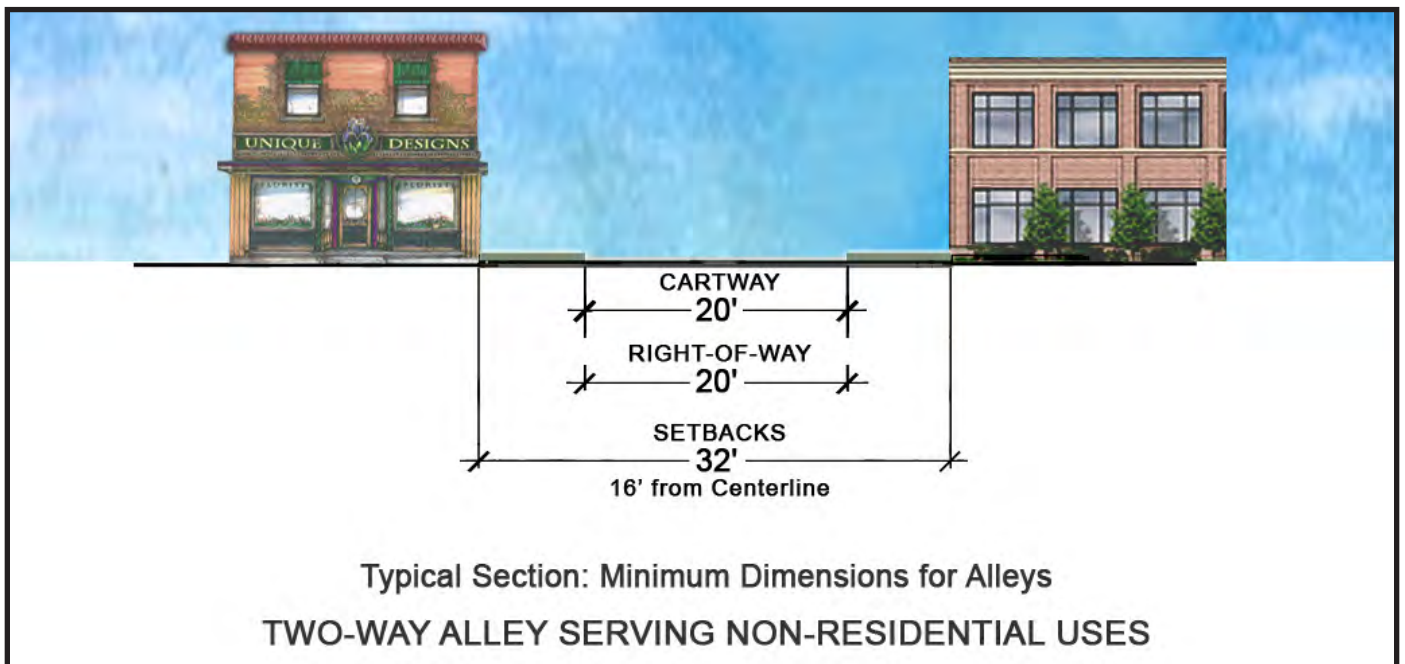 UNIQUE DESIGNS
FLORIST FLORIST
CARTWAY
20'
RIGHT-OF-WAY
20'
SETBACKS
32'
16' from Centerline
Typical Section: Minimum Dimensions for Alleys
TWO-WAY ALLEY SERVING NON-RESIDENTIAL USES